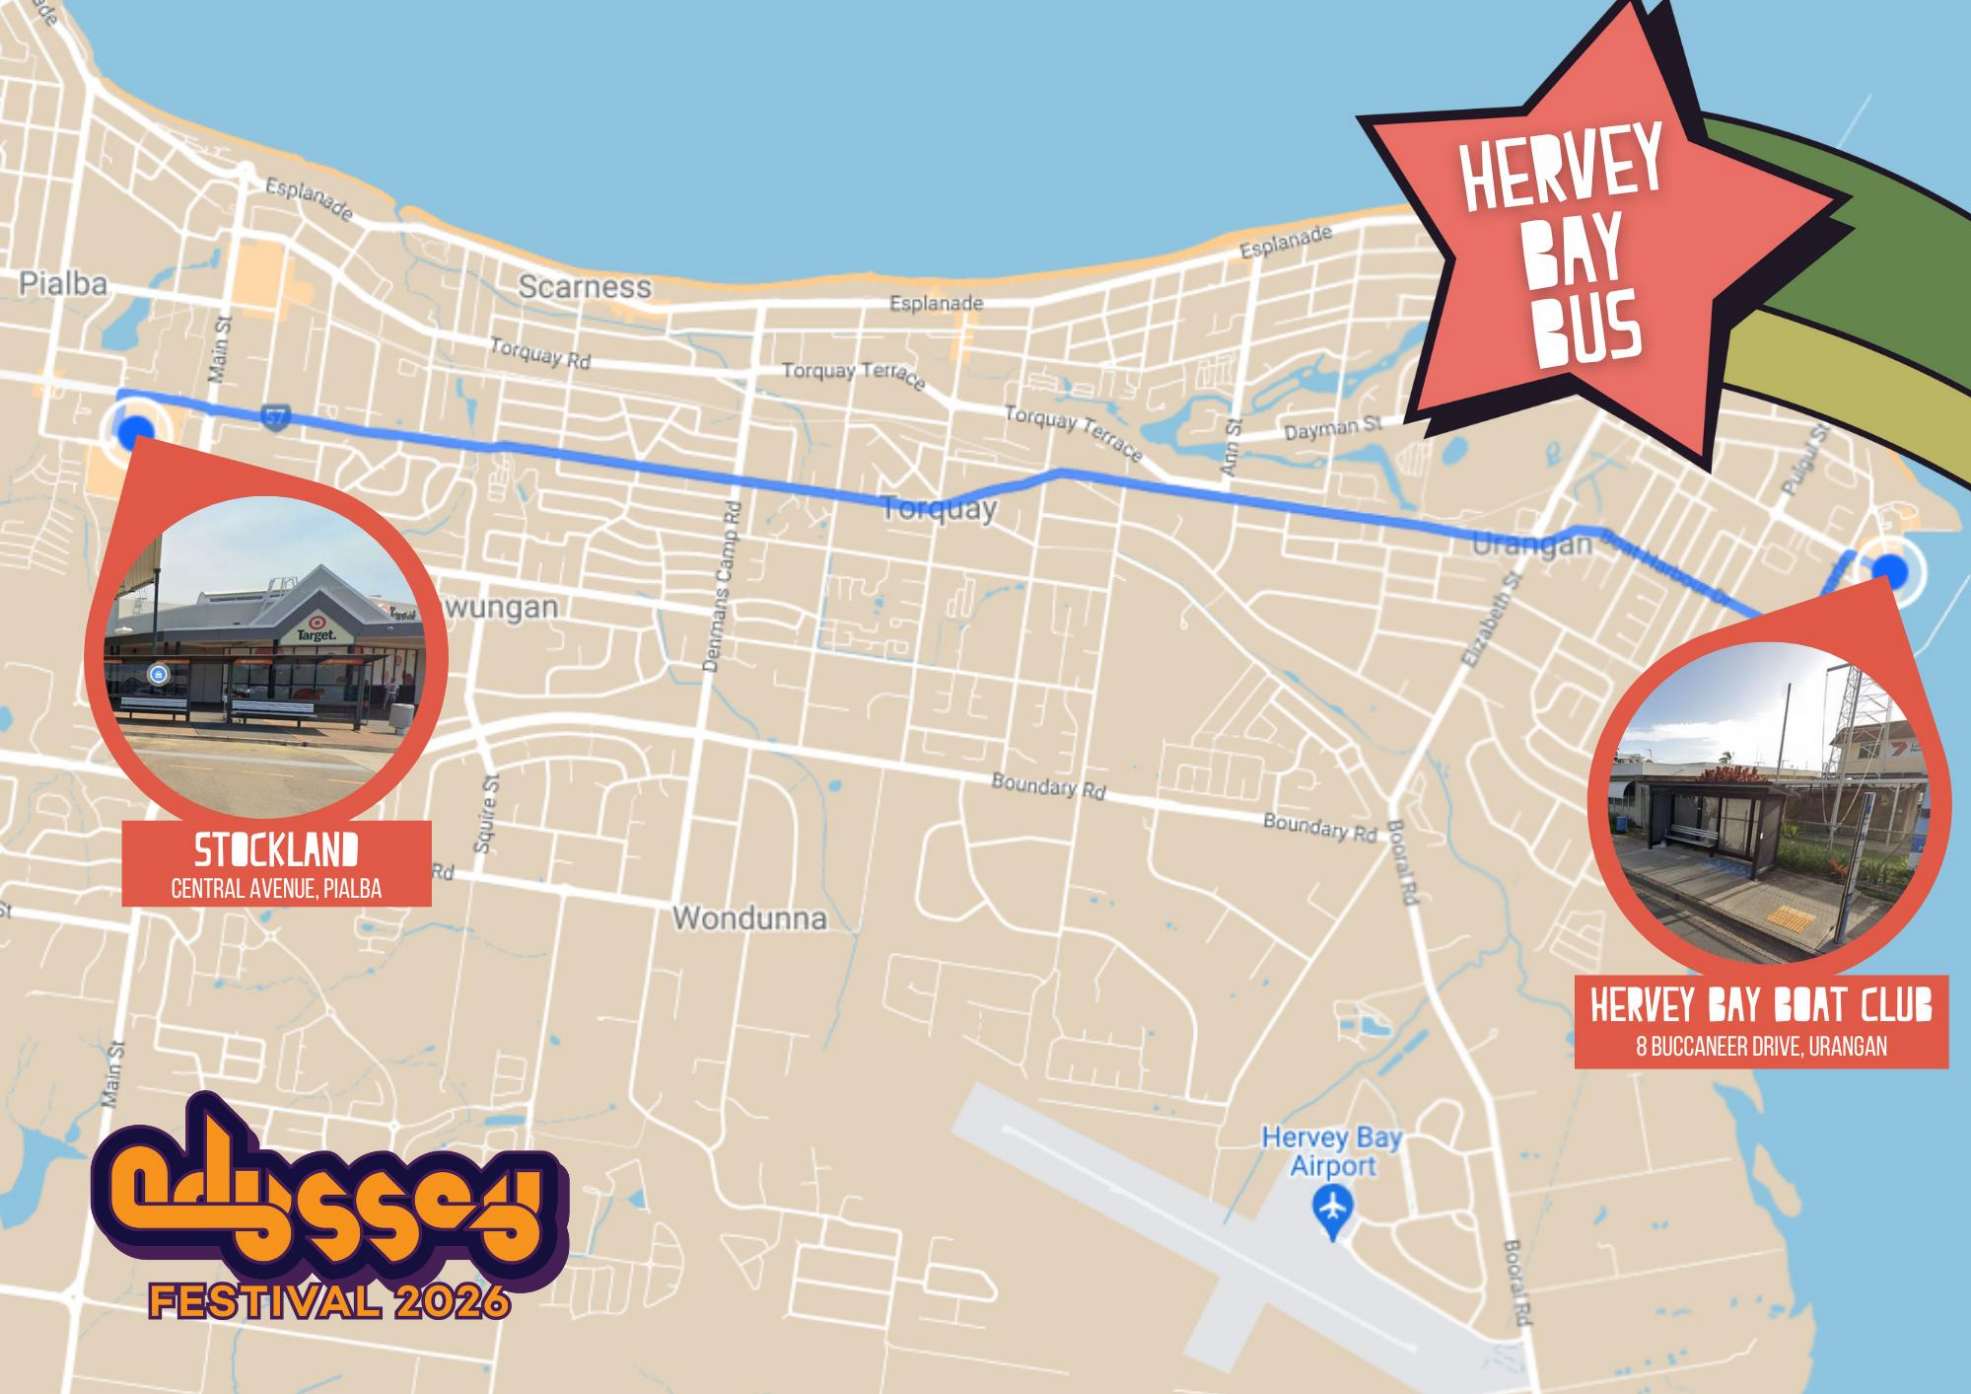 HERVEY
BAY
BUS
Esplanade
Pialba
Scarness
Esplanade
Esplanade
Main St
Torquay Rd
Torquay Terrace
Torquay Terrace
57
Ann St
Dayman St
Pulgul St
Torquay
Urangan
Boat Harbour Dr
Denmans Camp Rd
Elizabeth St
wungan
Target.
STOCKLAND
CENTRAL AVENUE, PIALBA
Squire St
Rd
Boundary Rd
Boundary Rd
Booral Rd
Wondunna
HERVEY BAY BOAT CLUB
8 BUCCANEER DRIVE, URANGAN
Main St
Hervey Bay
Airport
Booral Rd
odyssey
FESTIVAL 2026